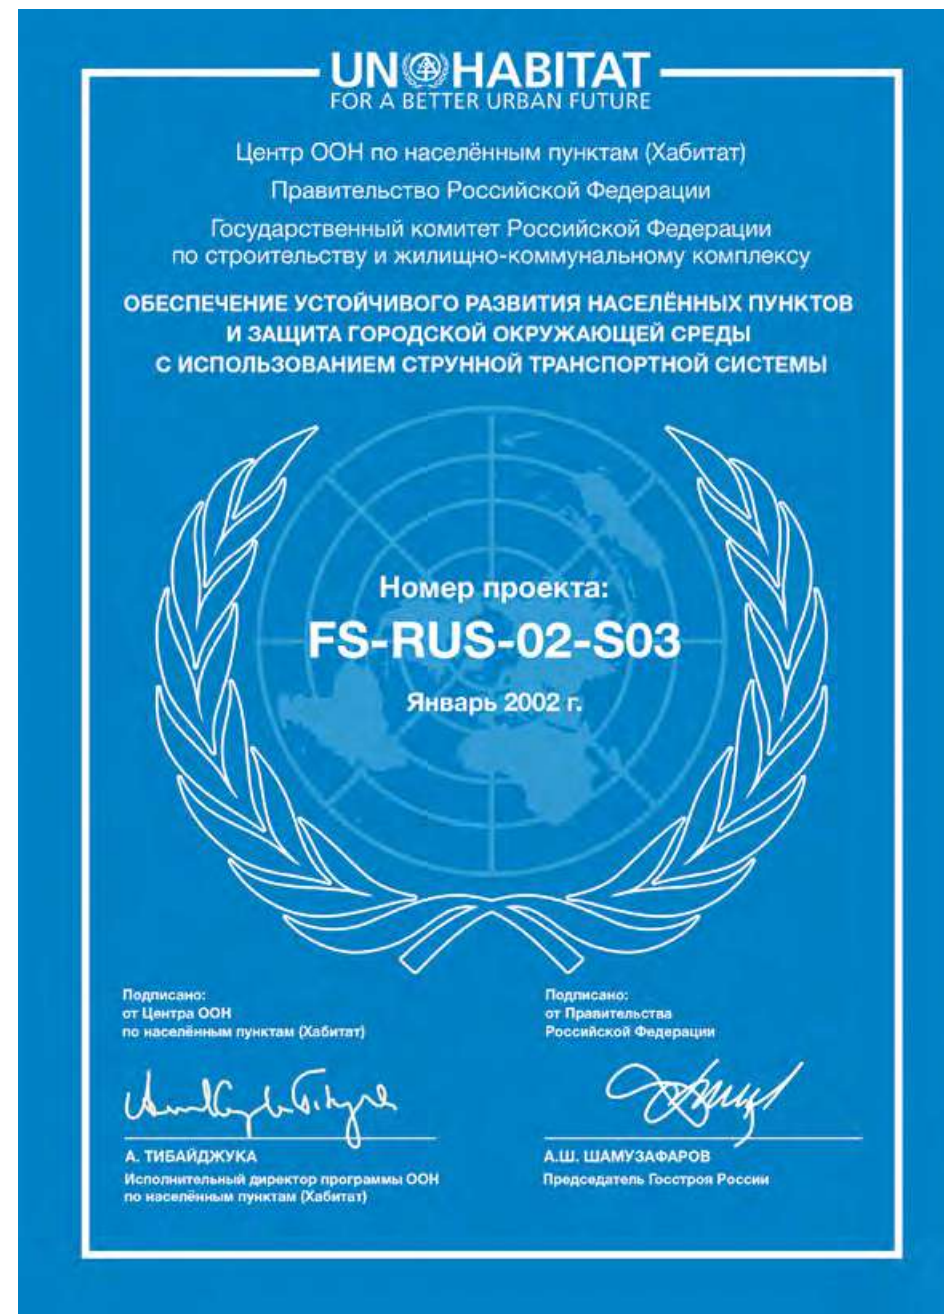 UN HABITAT
FOR A BETTER URBAN FUTURE
Центр ООН по населённым пунктам (Хабитат)
Правительство Российской Федерации
Государственный комитет Российской Федерации
по строительству и жилищно-коммунальному комплексу
ОБЕСПЕЧЕНИЕ УСТОЙЧИВОГО РАЗВИТИЯ НАСЕЛЁННЫХ ПУНКТОВ
И ЗАЩИТА ГОРОДСКОЙ ОКРУЖАЮЩЕЙ СРЕДЫ
С ИСПОЛЬЗОВАНИЕМ СТРУННОЙ ТРАНСПОРТНОЙ СИСТЕМЫ
Номер проекта:
FS-RUS-02-S03
Январь 2002 г.
Подписано:
от Центра ООН
по населённым пунктам (Хабитат)
А. ТИБАЙДЖУКА
Исполнительный директор программы ООН
по населённым пунктам (Хабитат)
Подписано:
от Правительства
Российской Федерации
А.Ш. ШАМУЗАФАРОВ
Председатель Госстроя России